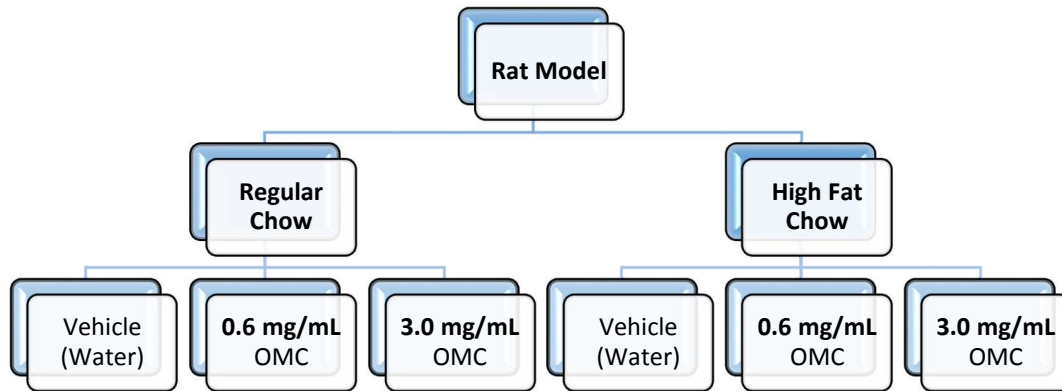 Rat Model
Regular
Chow
High Fat
Chow
Vehicle
(Water)
0.6 mg/mL
OMC
3.0 mg/mL
OMC
Vehicle
(Water)
0.6 mg/mL
OMC
3.0 mg/mL
OMC